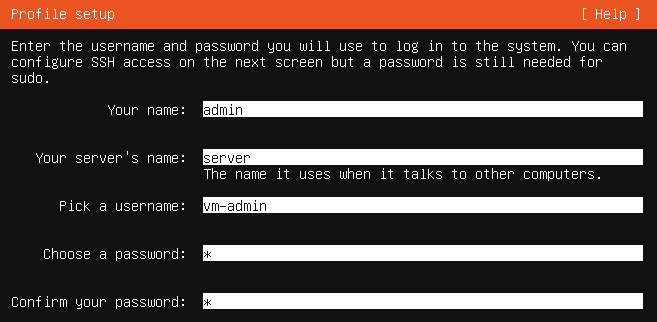 Profile setup [ Help ]
Enter the username and password you will use to log in to the system. You can
configure SSH access on the next screen but a password is still needed for
sudo.
Your name: admin
Your server's name: server
The name it uses when it talks to other computers.
Pick a username: vm-admin
Choose a password: *
Confirm your password: *